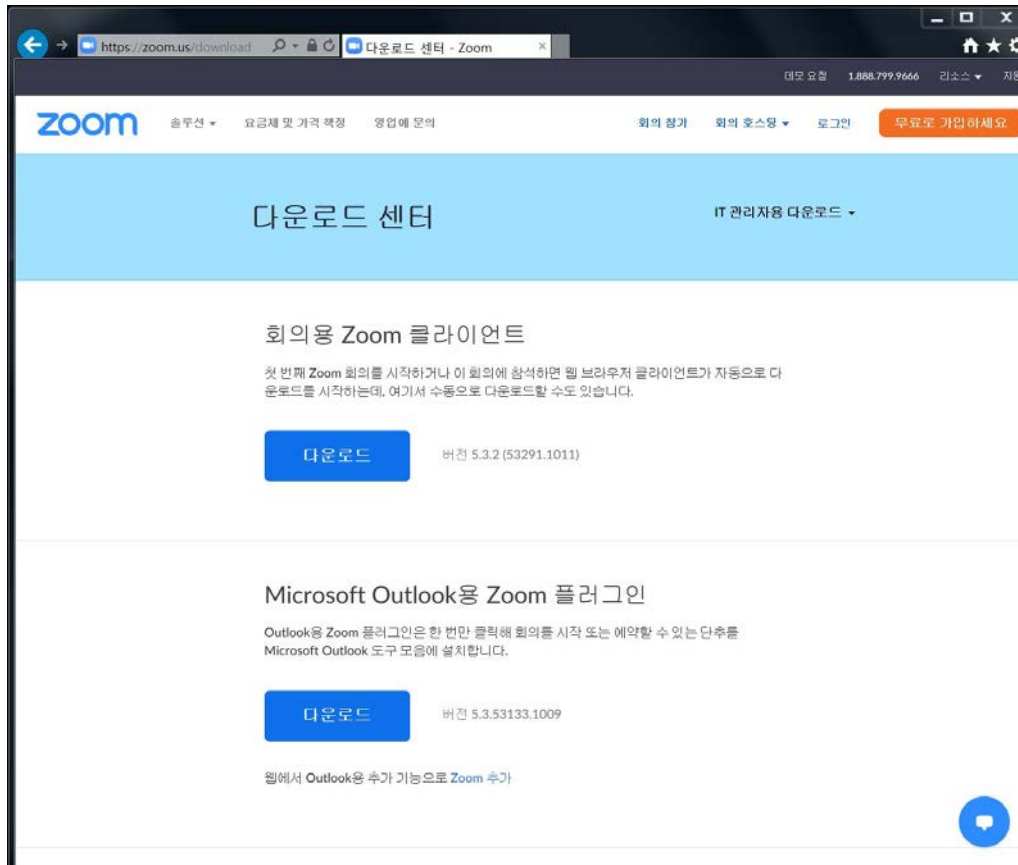 https://zoom.us/download
다운로드 센터 - Zoom
데모 요청 1.888.799.9666 리소스
zoom 솔루션 요금제 및 가격 책정 영업에 문의 회의 참가 회의 호스팅 로그인 무료로 가입하세요
다운로드 센터
IT 관리자용 다운로드
회의용 Zoom 클라이언트
첫 번째 Zoom 회의를 시작하거나 이 회의에 참석하면 웹 브라우저 클라이언트가 자동으로 다
운로드를 시작하는데, 여기서 수동으로 다운로드할 수도 있습니다.
다운로드 버전 5.3.2 (53291.1011)
Microsoft Outlook용 Zoom 플러그인
Outlook용 Zoom 플러그인은 한 번만 클릭해 회의를 시작 또는 예약할 수 있는 단추를
Microsoft Outlook 도구 모음에 설치합니다.
다운로드 버전 5.3.53133.1009
웹에서 Outlook용 추가 기능으로 Zoom 추가